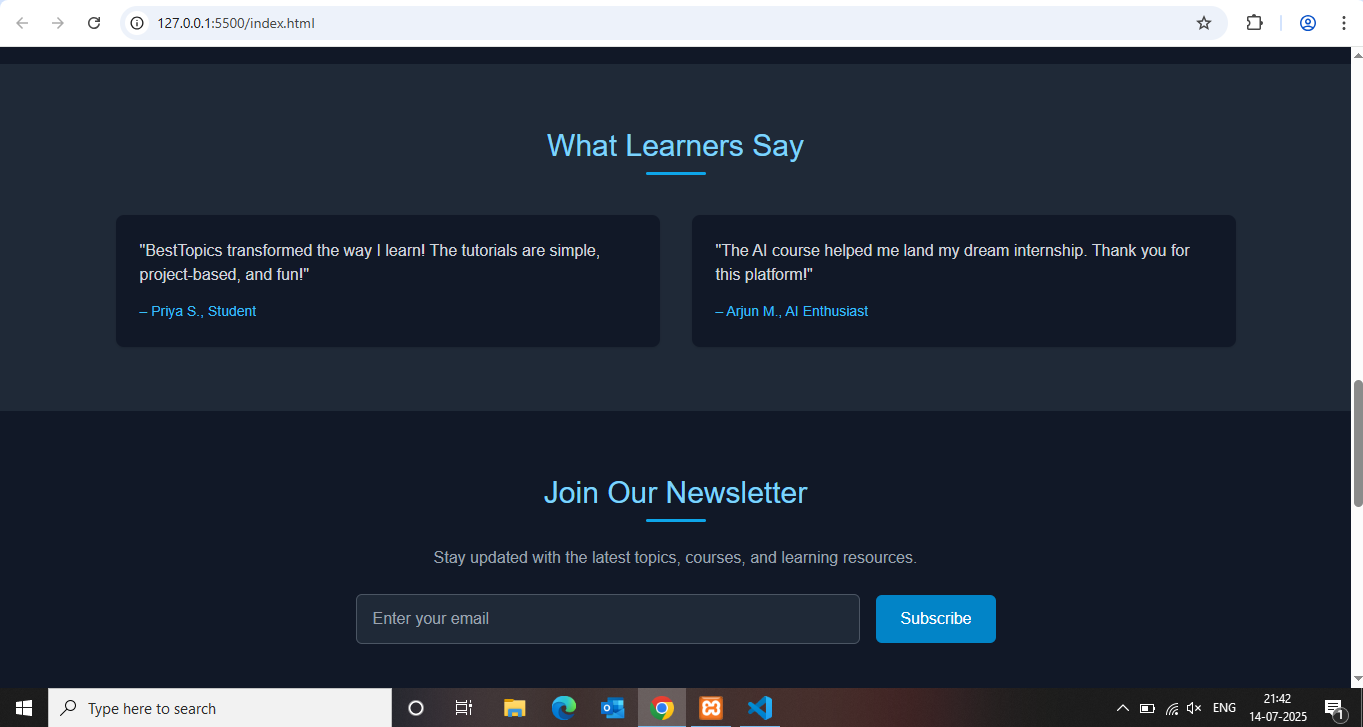 127.0.0.1:5500/index.html
What Learners Say
"BestTopics transformed the way I learn! The tutorials are simple,
project-based, and fun!"
– Priya S., Student
"The AI course helped me land my dream internship. Thank you for
this platform!"
– Arjun M., AI Enthusiast
Join Our Newsletter
Stay updated with the latest topics, courses, and learning resources.
Enter your email
Subscribe
Type here to search
ENG
21:42
14-07-2025
1